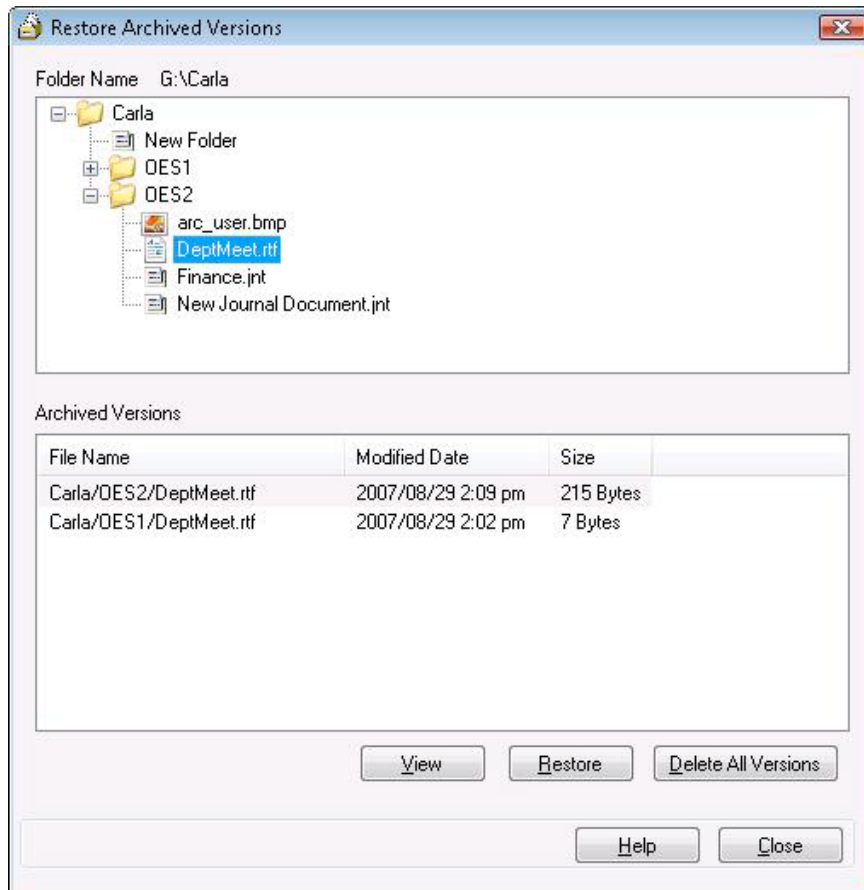 Restore Archived Versions
Folder Name G:\Carla
Carla
New Folder
OES1
OES2
arc_user.bmp
DeptMeet.rtf
Finance.jnt
New Journal Document.jnt
Archived Versions
File Name Modified Date Size
Carla/OES2/DeptMeet.rtf 2007/08/29 2:09 pm 215 Bytes
Carla/OES1/DeptMeet.rtf 2007/08/29 2:02 pm 7 Bytes
View Restore Delete All Versions
Help Close